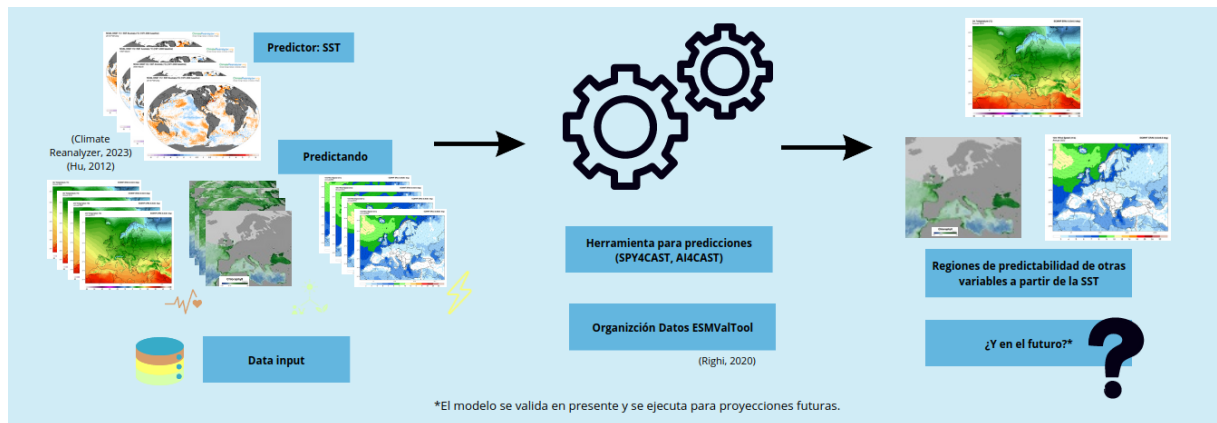 Predictor: SST
(Climate
Reanalyzer, 2023)
(Hu, 2012)
Predictando
Data input
Herramienta para predicciones
(SPY4CAST, AI4CAST)
Organizción Datos ESMValTool
(Righi, 2020)
Regiones de predictabilidad de otras
variables a partir de la SST
¿Y en el futuro?*
?
*El modelo se valida en presente y se ejecuta para proyecciones futuras.